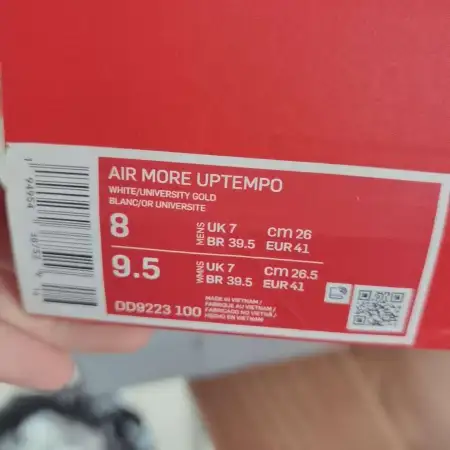 AIR MORE UPTEMPO
WHITE/UNIVERSITY GOLD
BLANC/OR UNIVERSITE
8 MENS UK 7 cm 26
BR 39.5 EUR 41
9.5 WMNS UK 7 cm 26.5
BR 39.5 EUR 41
DD9223 100
MADE IN VIETNAM /
FABRIQUE AU VIETNAM /
FABRICADO NO VIETNAM /
HECHO EN VIETNAM